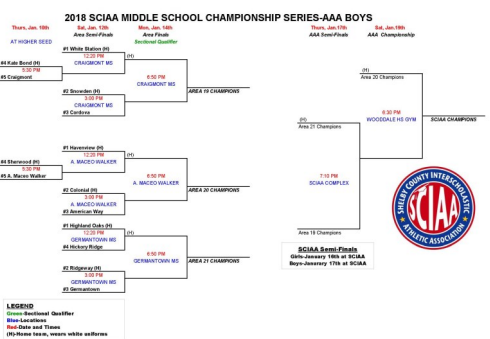 2018 SCIAA MIDDLE SCHOOL CHAMPIONSHIP SERIES-AAA BOYS
Thurs, Jan. 18th
Sat, Jan. 13th
Mon, Jan. 14th
Thurs, Jan.17th
Sat, Jan.19th
Area Semi-Finals
Area Finals
AAA Semi-Finals
AAA Championship
AT HIGHER SEED
Sectional Qualifier
#1 White Station (H)
12:20 PM
(H)
(H)
CRAIGMONT MS
Area 20 Champions
#4 Kate Bond (H)
5:30 PM
#5 Craigmont
6:50 PM
CRAIGMONT MS
#2 Snowden (H)
AREA 19 CHAMPIONS
3:00 PM
CRAIGMONT MS
#3 Cordova
6:30 PM
WOODDALE HS GYM
SCIAA CHAMPIONS
(H)
Area 21 Champions
#1 Havenview (H)
12:20 PM
(H)
A. MACEO WALKER
#4 Sherwood (H)
5:30 PM
#5 A. Maceo Walker
6:50 PM
A. MACEO WALKER
7:10 PM
SCIAA COMPLEX
#2 Colonial (H)
AREA 20 CHAMPIONS
3:00 PM
A. MACEO WALKER
#3 American Way
#1 Highland Oaks (H)
12:20 PM
(H)
GERMANTOWN MS
Area 19 Champions
#4 Hickory Ridge
6:50 PM
GERMANTOWN MS
AREA 21 CHAMPIONS
#2 Ridgeway (H)
3:00 PM
GERMANTOWN MS
#3 Germantown
SHELBY COUNTY INTERSCHOLASTIC
SCIAA
ATHLETIC ASSOCIATION
SCIAA Semi-Finals
Girls-January 16th at SCIAA
Boys-Janurary 17th at SCIAA
LEGEND
Green-Sectional Qualifier
Blue-Locations
Red-Date and Times
(H)-Home team, wears white uniforms